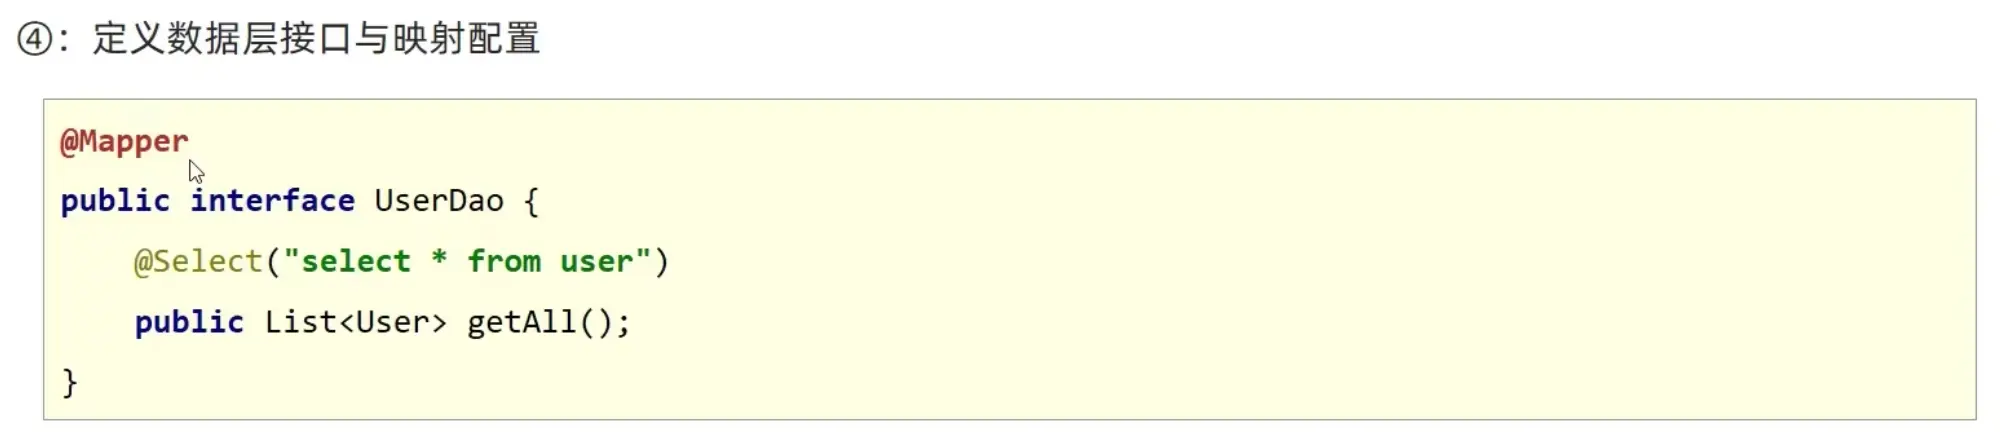 ④：定义数据层接口与映射配置
@Mapper
public interface UserDao {
    @Select("select * from user")
    public List<User> getAll();
}